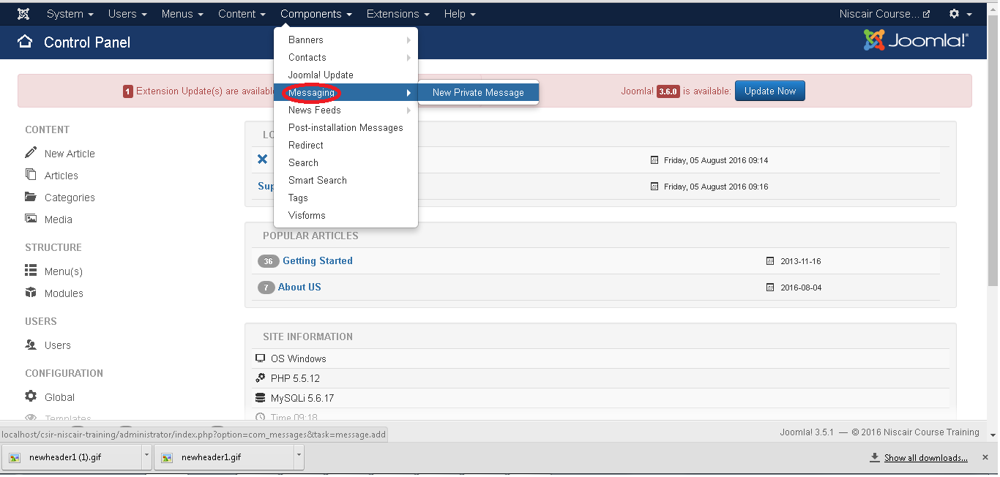 System Users Menus Content Components Extensions Help Niscair Course...
Control Panel Joomla!®
1 Extension Update(s) are availabl Joomla! 3.6.0 is available: Update Now
Banners
Contacts
Joomla! Update
Messaging New Private Message
News Feeds
Post-installation Messages
Redirect
Search
Smart Search
Tags
Visforms
CONTENT
New Article
Articles
Categories
Media
STRUCTURE
Menu(s)
Modules
USERS
Users
CONFIGURATION
Global
Templates
LO
Friday, 05 August 2016 09:14
Sup Friday, 05 August 2016 09:16
POPULAR ARTICLES
36 Getting Started 2013-11-16
7 About US 2016-08-04
SITE INFORMATION
OS Windows
PHP 5.5.12
MySQLi 5.6.17
Time 09:18
localhost/csir-niscair-training/administrator/index.php?option=com_messages&task=message.add
Joomla! 3.5.1 — © 2016 Niscair Course Training
newheader1 (1).gif newheader1.gif Show all downloads...